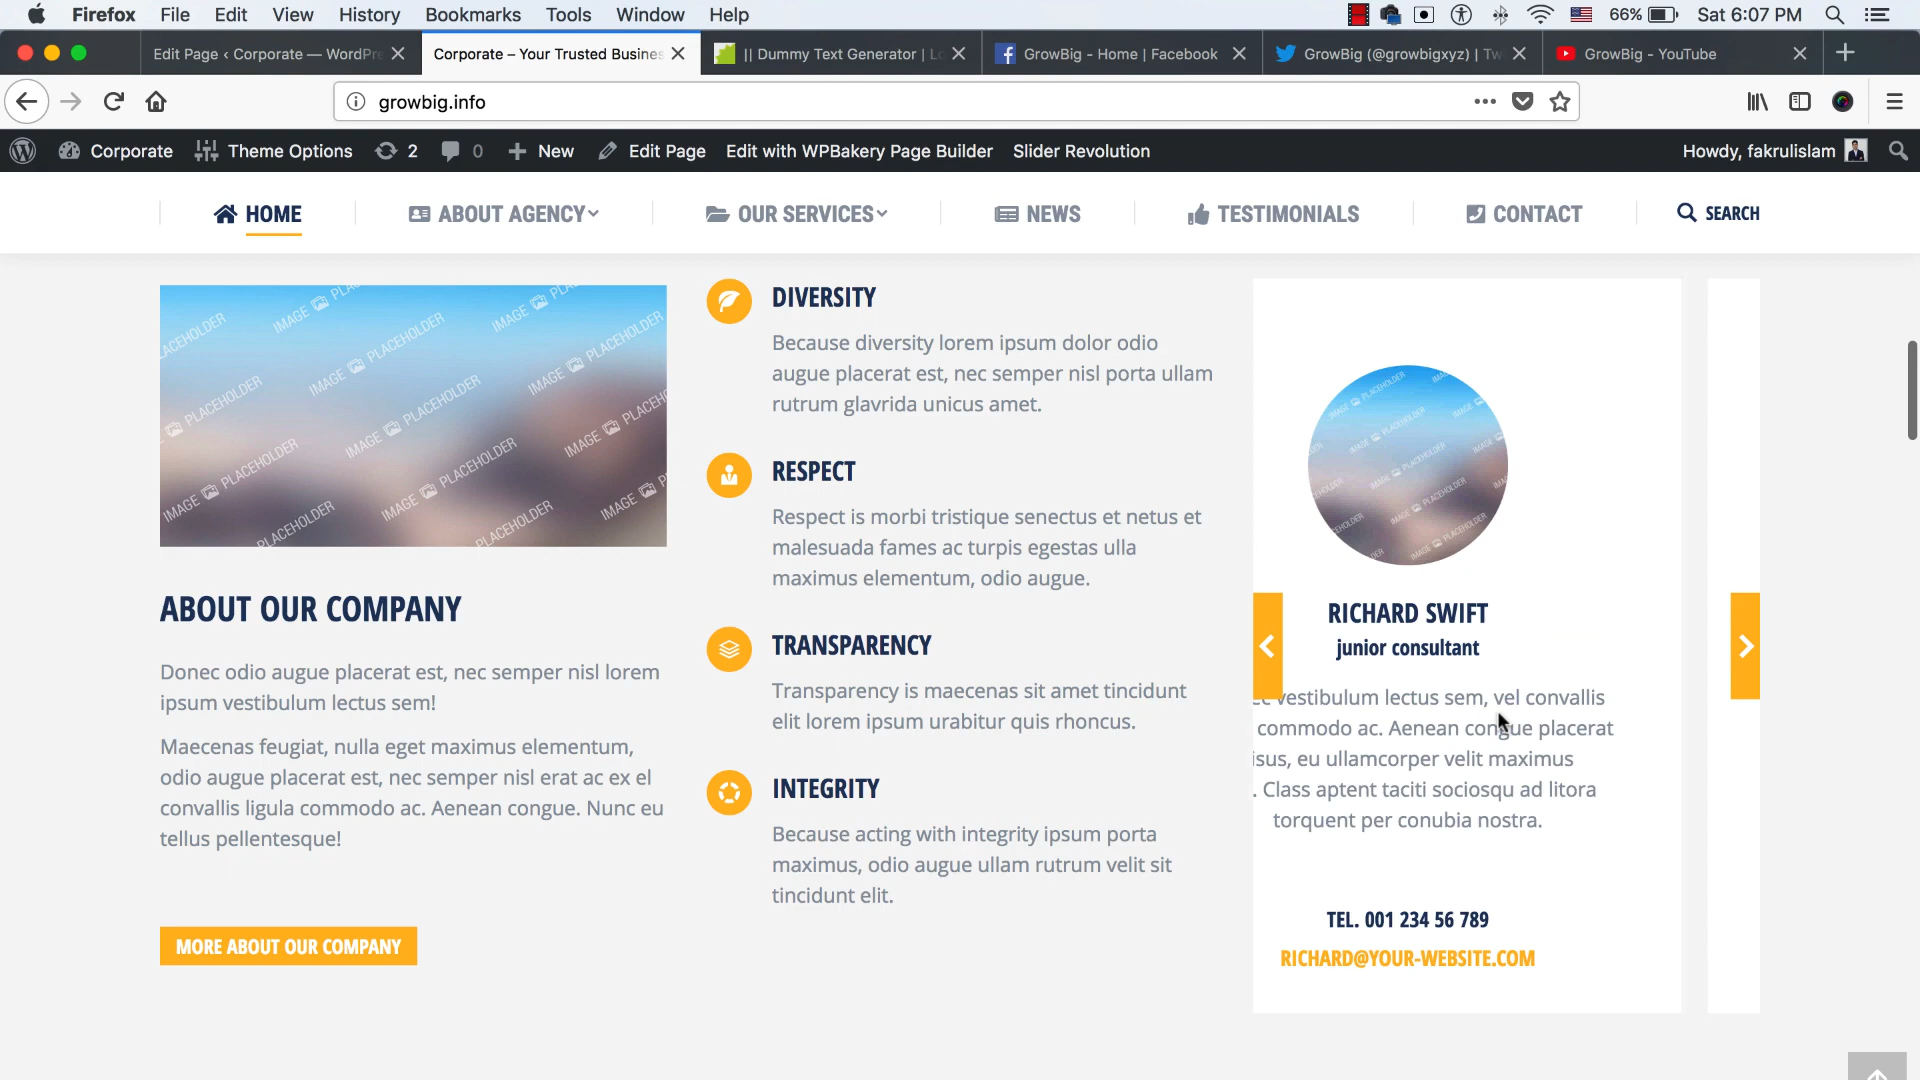 Firefox File Edit View History Bookmarks Tools Window Help 66% Sat 6:07 PM
Edit Page ‹ Corporate — WordPre
Corporate – Your Trusted Busines
|| Dummy Text Generator | Lo
GrowBig - Home | Facebook
GrowBig (@growbigxyz) | Tw
GrowBig - YouTube
growbig.info
Corporate Theme Options 2 0 New Edit Page Edit with WPBakery Page Builder Slider Revolution Howdy, fakrulislam
HOME ABOUT AGENCY OUR SERVICES NEWS TESTIMONIALS CONTACT SEARCH
IMAGE PLACEHOLDER
ABOUT OUR COMPANY
Donec odio augue placerat est, nec semper nisl lorem
ipsum vestibulum lectus sem!
Maecenas feugiat, nulla eget maximus elementum,
odio augue placerat est, nec semper nisl erat ac ex el
convallis ligula commodo ac. Aenean congue. Nunc eu
tellus pellentesque!
MORE ABOUT OUR COMPANY
DIVERSITY
Because diversity lorem ipsum dolor odio
augue placerat est, nec semper nisl porta ullam
rutrum glavrida unicus amet.
RESPECT
Respect is morbi tristique senectus et netus et
malesuada fames ac turpis egestas ulla
maximus elementum, odio augue.
TRANSPARENCY
Transparency is maecenas sit amet tincidunt
elit lorem ipsum urabitur quis rhoncus.
INTEGRITY
Because acting with integrity ipsum porta
maximus, odio augue ullam rutrum velit sit
tincidunt elit.
IMAGE PLACEHOLDER
RICHARD SWIFT
junior consultant
vestibulum lectus sem, vel convallis
commodo ac. Aenean congue placerat
isus, eu ullamcorper velit maximus
. Class aptent taciti sociosqu ad litora
torquent per conubia nostra.
TEL. 001 234 56 789
RICHARD@YOUR-WEBSITE.COM